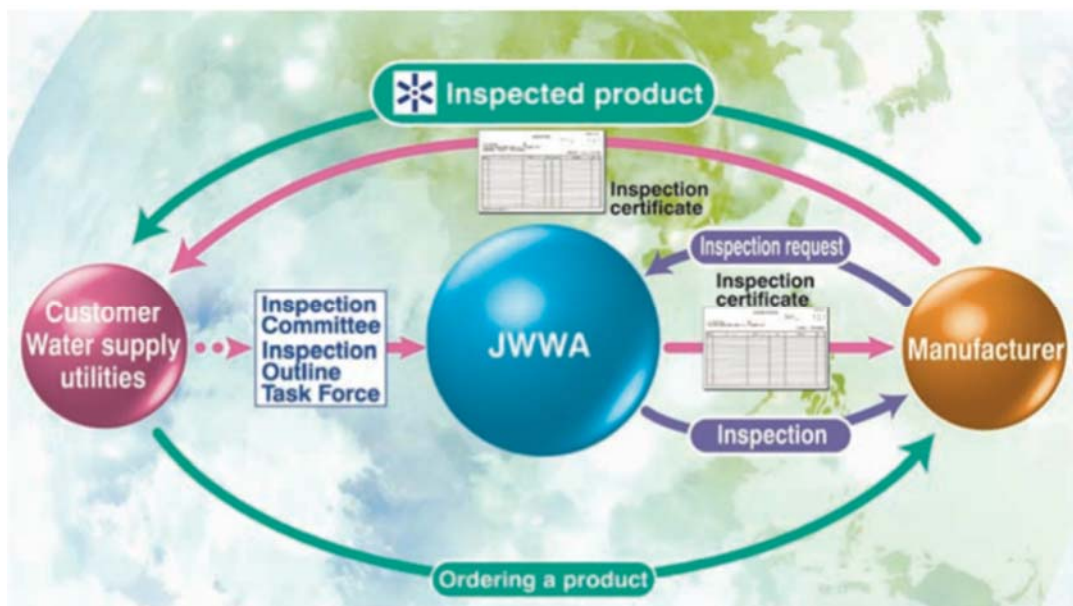 Inspected product
Inspection
certificate
Inspection request
Inspection
certificate
Customer
Water supply
utilities
Inspection
Committee
Inspection
Outline
Task Force
JWWA
Manufacturer
Inspection
Ordering a product